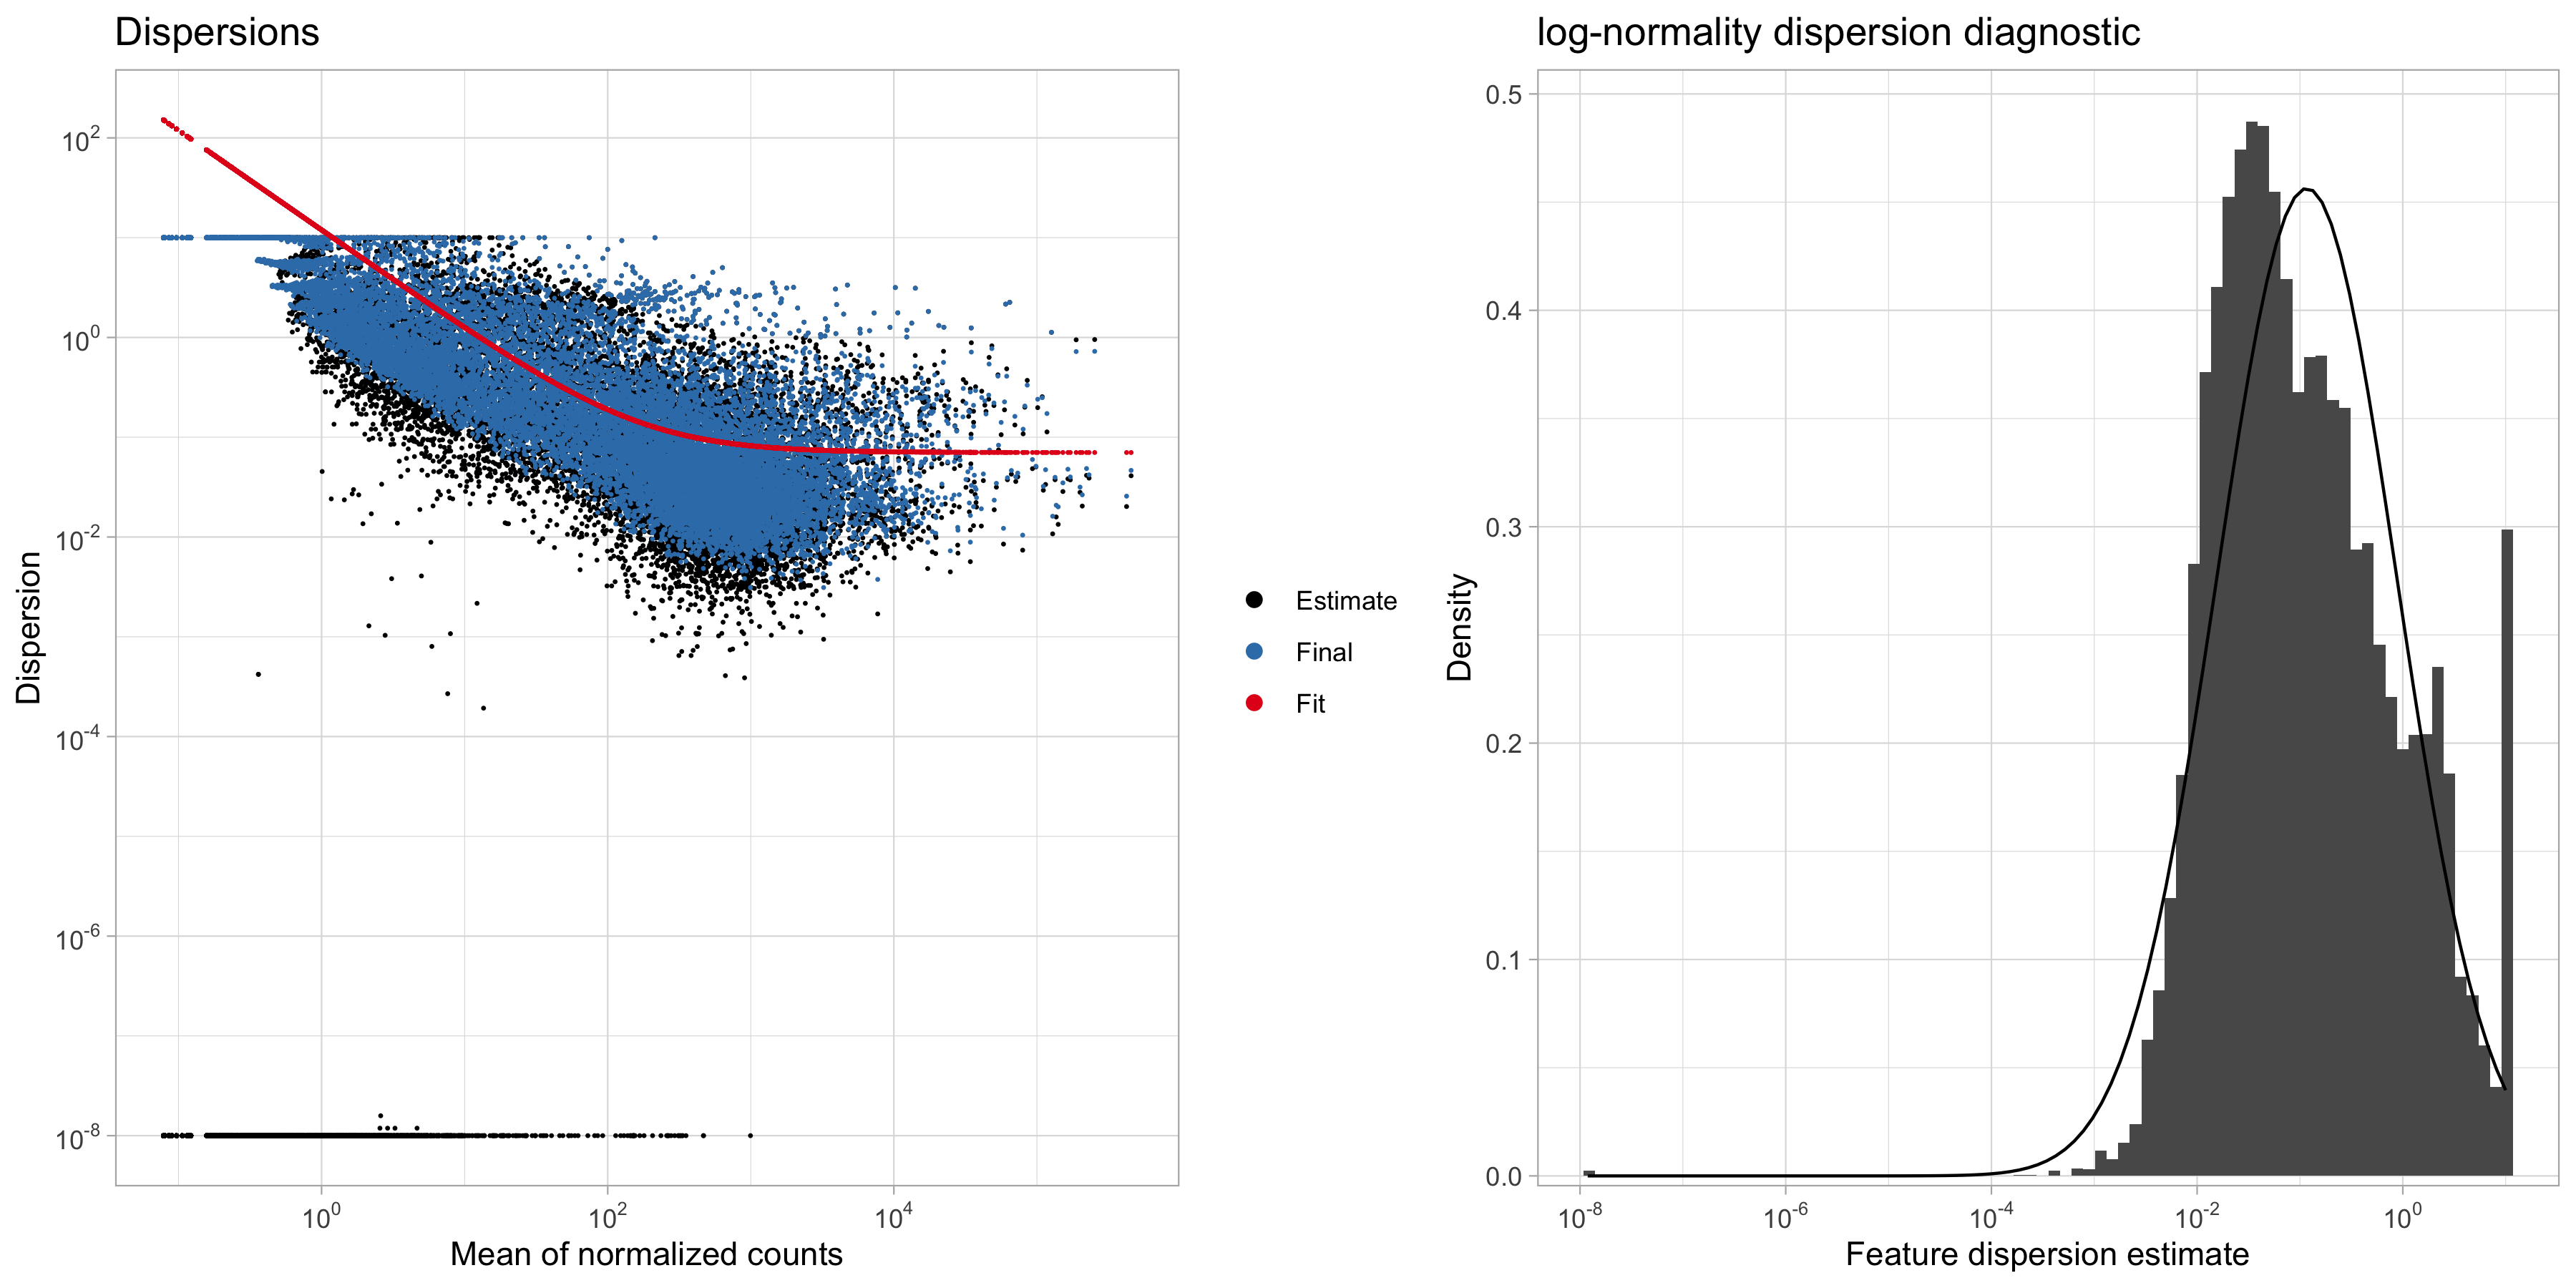 Dispersions
10^2
10^0
10^-2
10^-4
10^-6
10^-8
Dispersion
10^0 10^2 10^4
Mean of normalized counts
Estimate
Final
Fit
log-normality dispersion diagnostic
0.5
0.4
0.3
0.2
0.1
0.0
Density
10^-8 10^-6 10^-4 10^-2 10^0
Feature dispersion estimate